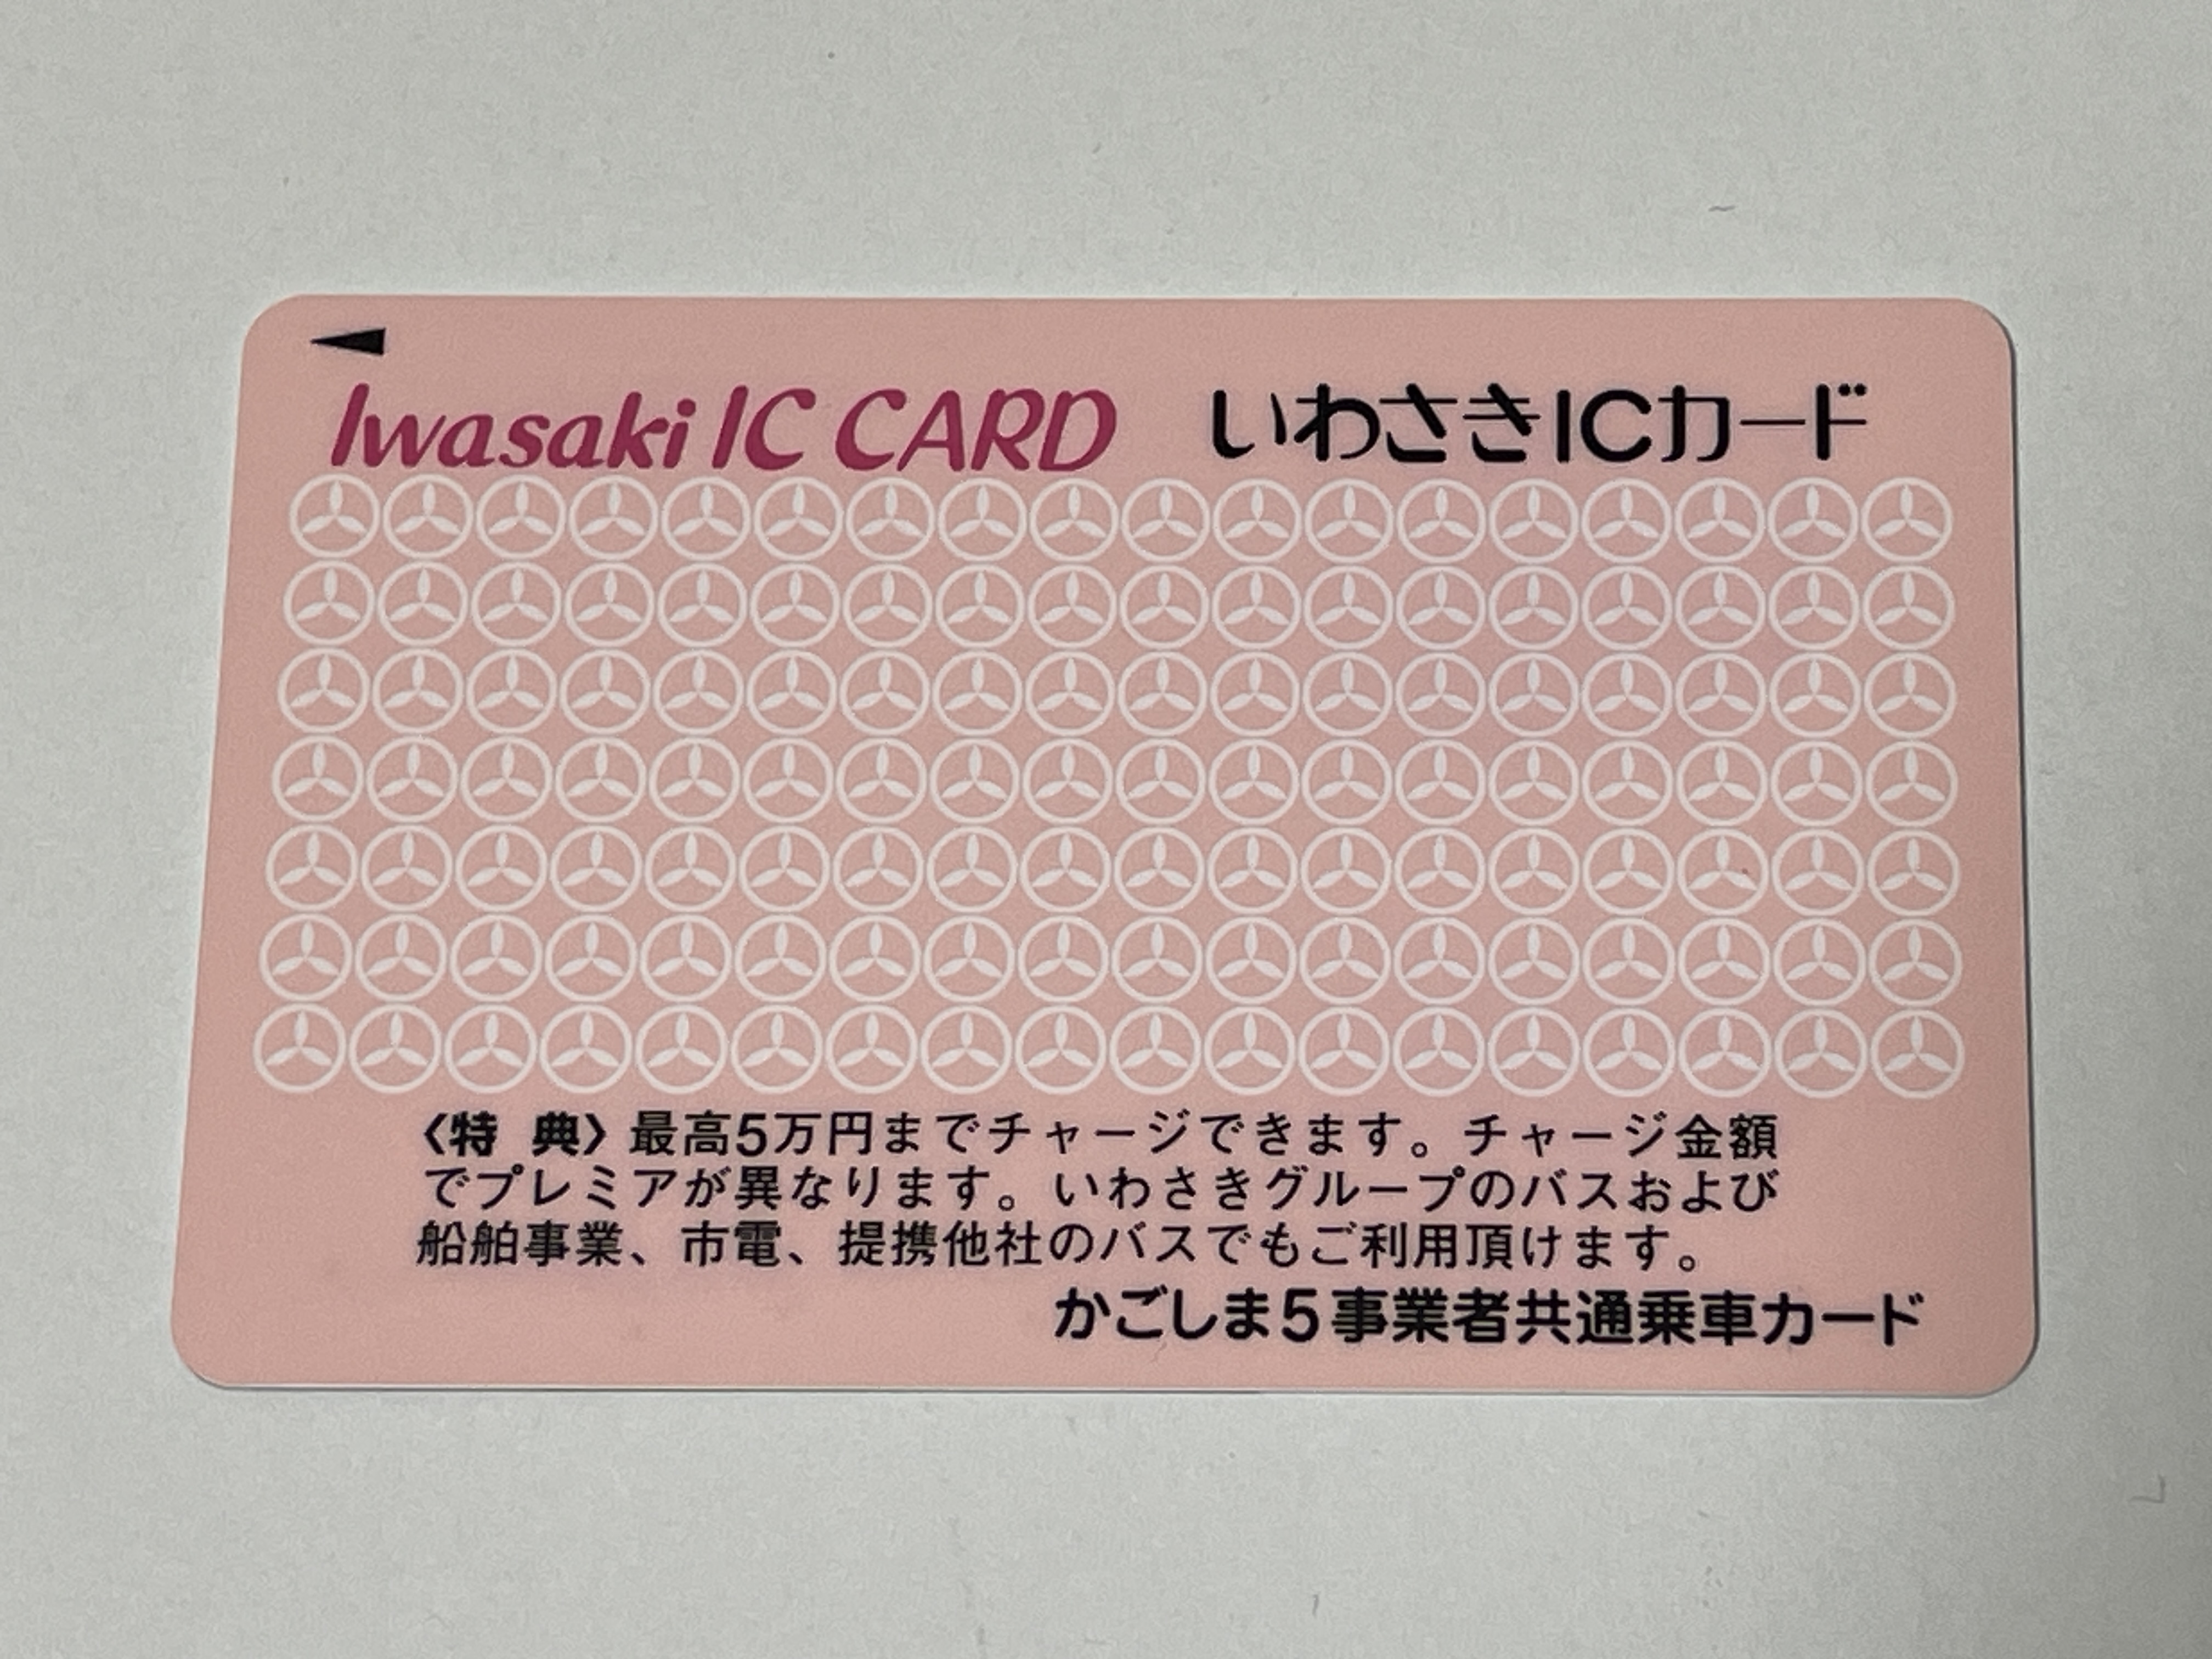 Iwasaki IC CARD いわさきICカード
〈特 典〉最高5万円までチャージできます。チャージ金額
でプレミアが異なります。いわさきグループのバスおよび
船舶事業、市電、提携他社のバスでもご利用頂けます。
かごしま5事業者共通乗車カード